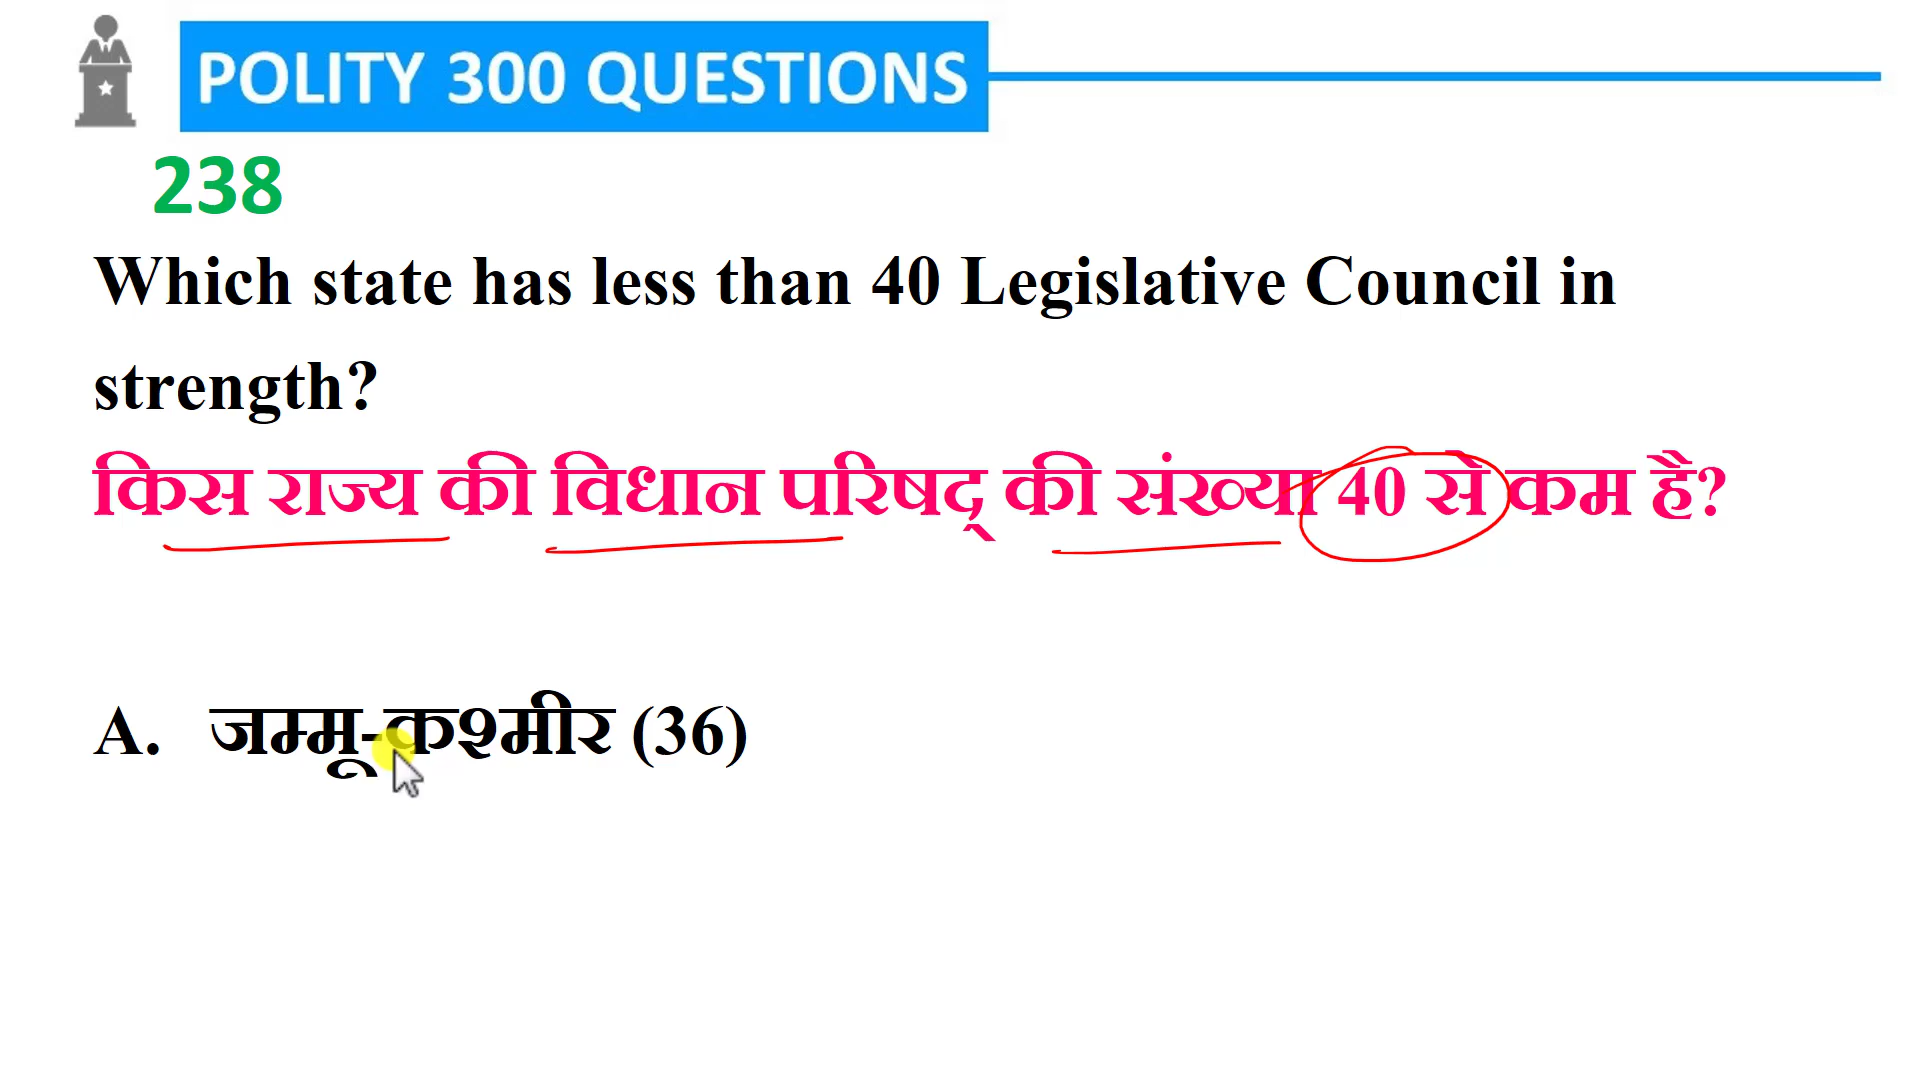 POLITY 300 QUESTIONS
238
Which state has less than 40 Legislative Council in
strength?
किस राज्य की विधान परिषद् की संख्या 40 से कम है?
A. जम्मू-कश्मीर (36)